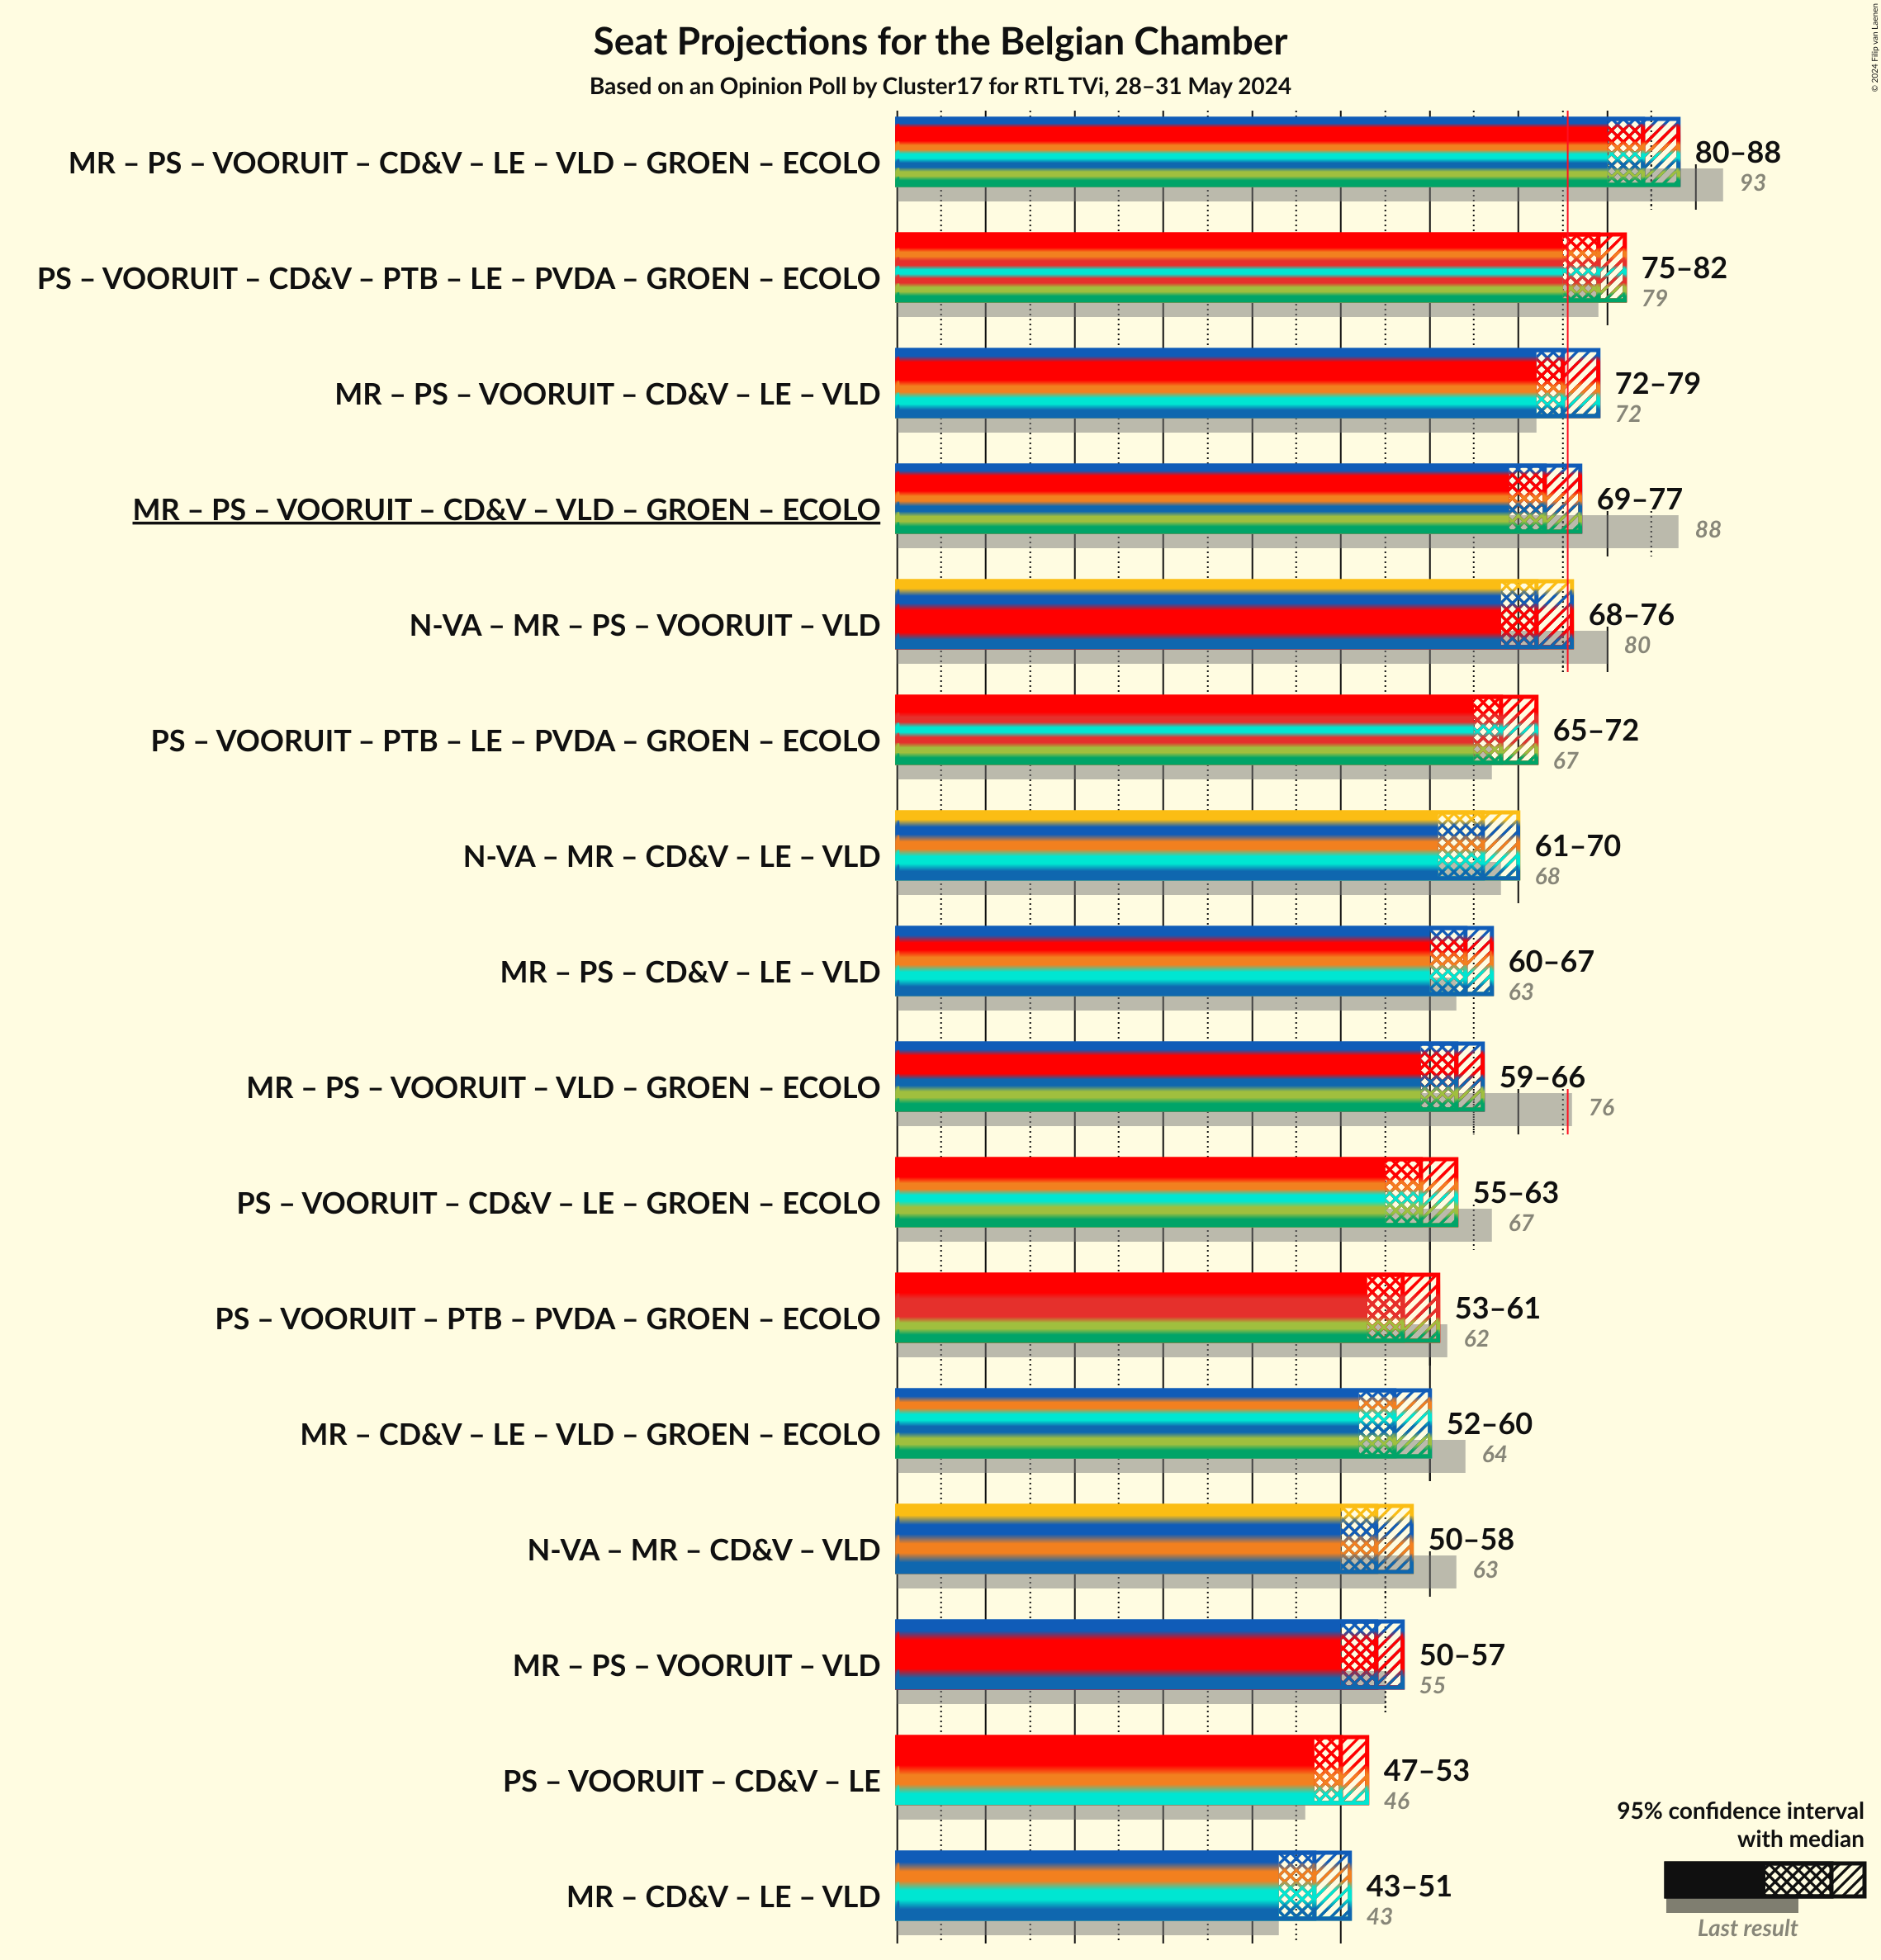 Seat Projections for the Belgian Chamber
Based on an Opinion Poll by Cluster17 for RTL TVi, 28–31 May 2024
© 2024 Filip van Laenen
MR – PS – VOORUIT – CD&V – LE – VLD – GROEN – ECOLO
80–88
93
PS – VOORUIT – CD&V – PTB – LE – PVDA – GROEN – ECOLO
75–82
79
MR – PS – VOORUIT – CD&V – LE – VLD
72–79
72
MR – PS – VOORUIT – CD&V – VLD – GROEN – ECOLO
69–77
88
N-VA – MR – PS – VOORUIT – VLD
68–76
80
PS – VOORUIT – PTB – LE – PVDA – GROEN – ECOLO
65–72
67
N-VA – MR – CD&V – LE – VLD
61–70
68
MR – PS – CD&V – LE – VLD
60–67
63
MR – PS – VOORUIT – VLD – GROEN – ECOLO
59–66
76
PS – VOORUIT – CD&V – LE – GROEN – ECOLO
55–63
67
PS – VOORUIT – PTB – PVDA – GROEN – ECOLO
53–61
62
MR – CD&V – LE – VLD – GROEN – ECOLO
52–60
64
N-VA – MR – CD&V – VLD
50–58
63
MR – PS – VOORUIT – VLD
50–57
55
PS – VOORUIT – CD&V – LE
47–53
46
MR – CD&V – LE – VLD
43–51
43
95% confidence interval
with median
Last result